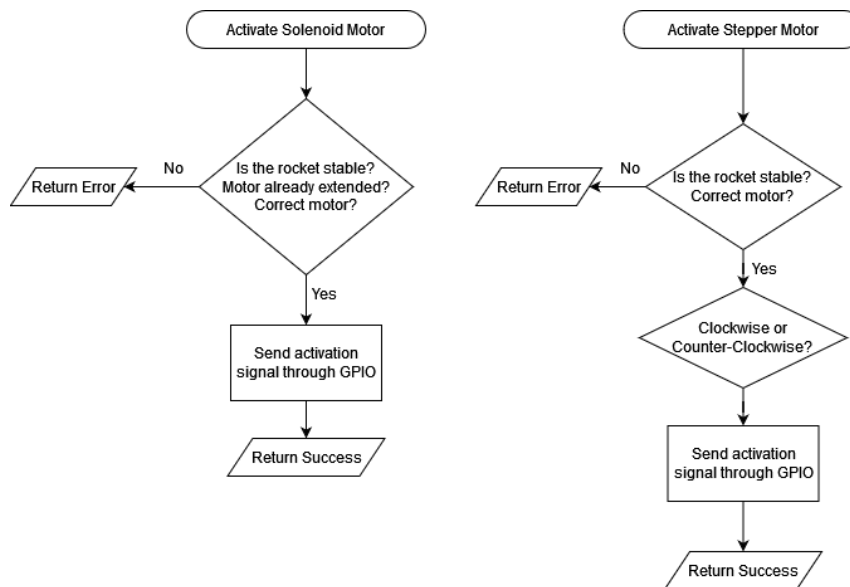 Activate Solenoid Motor
Is the rocket stable?
Motor already extended?
Correct motor?
No
Return Error
Yes
Send activation
signal through GPIO
Return Success
Activate Stepper Motor
Is the rocket stable?
Correct motor?
No
Return Error
Yes
Clockwise or
Counter-Clockwise?
Send activation
signal through GPIO
Return Success